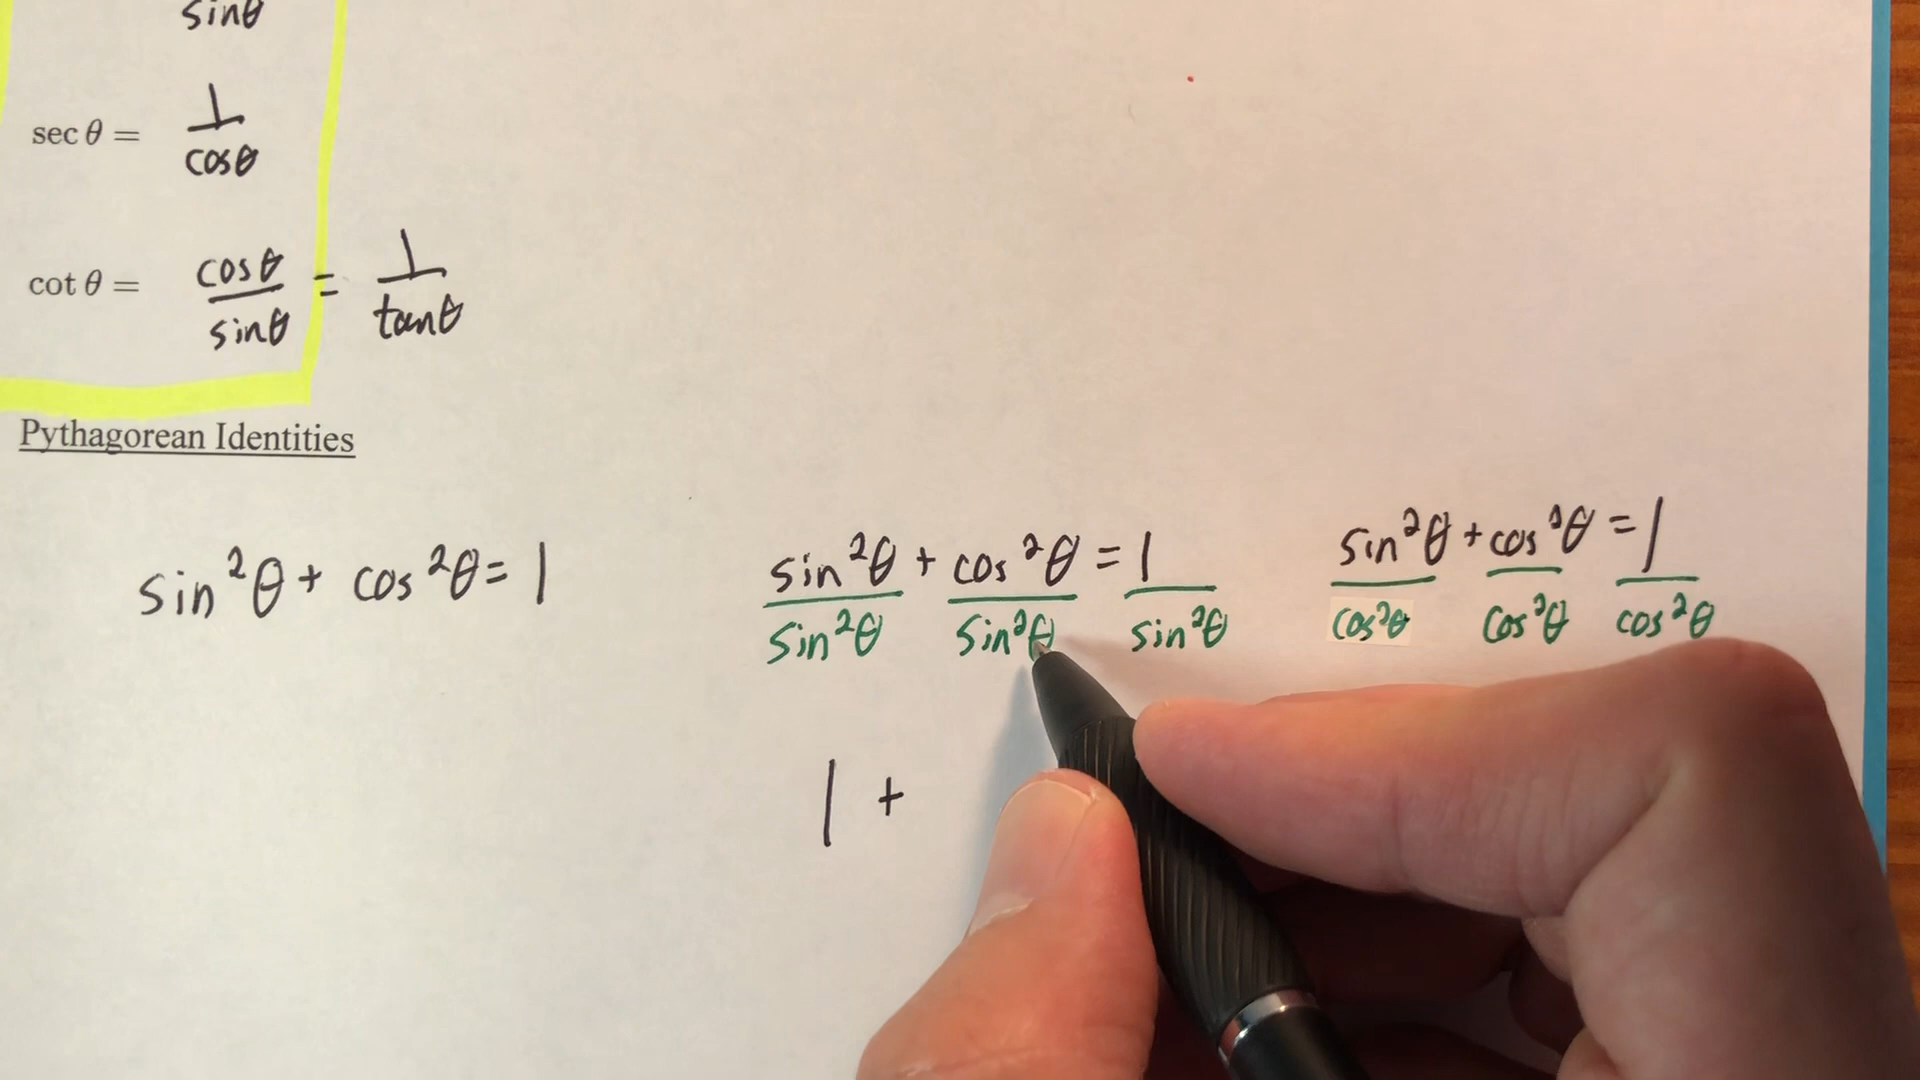 sinθ
sec θ = 1/cosθ
cot θ = cosθ/sinθ = 1/tanθ
Pythagorean Identities
sin²θ + cos²θ = 1
sin²θ/sin²θ + cos²θ/sin²θ = 1/sin²θ
sin²θ/cos²θ + cos²θ/cos²θ = 1/cos²θ
1 +